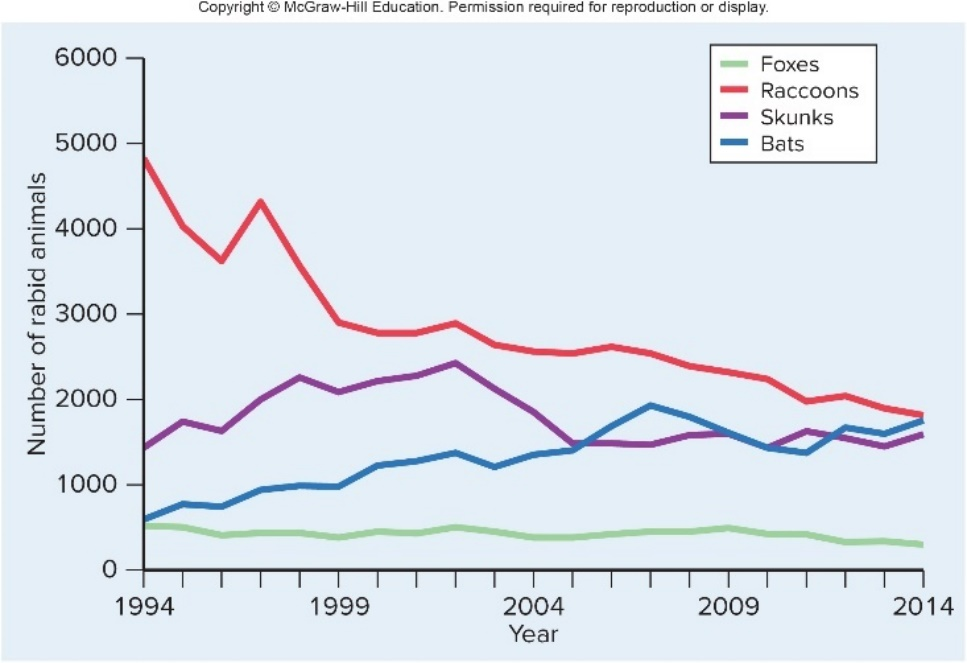 Copyright © McGraw-Hill Education. Permission required for reproduction or display.
6000
5000
4000
3000
2000
1000
0
Number of rabid animals
Foxes
Raccoons
Skunks
Bats
1994 1999 2004 2009 2014
Year